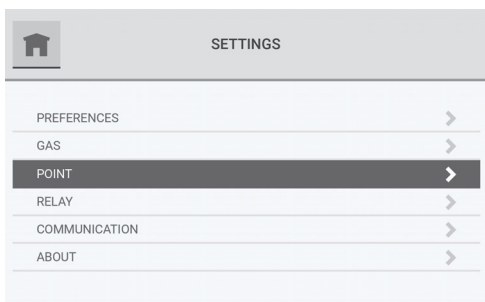 SETTINGS
PREFERENCES
GAS
POINT
RELAY
COMMUNICATION
ABOUT